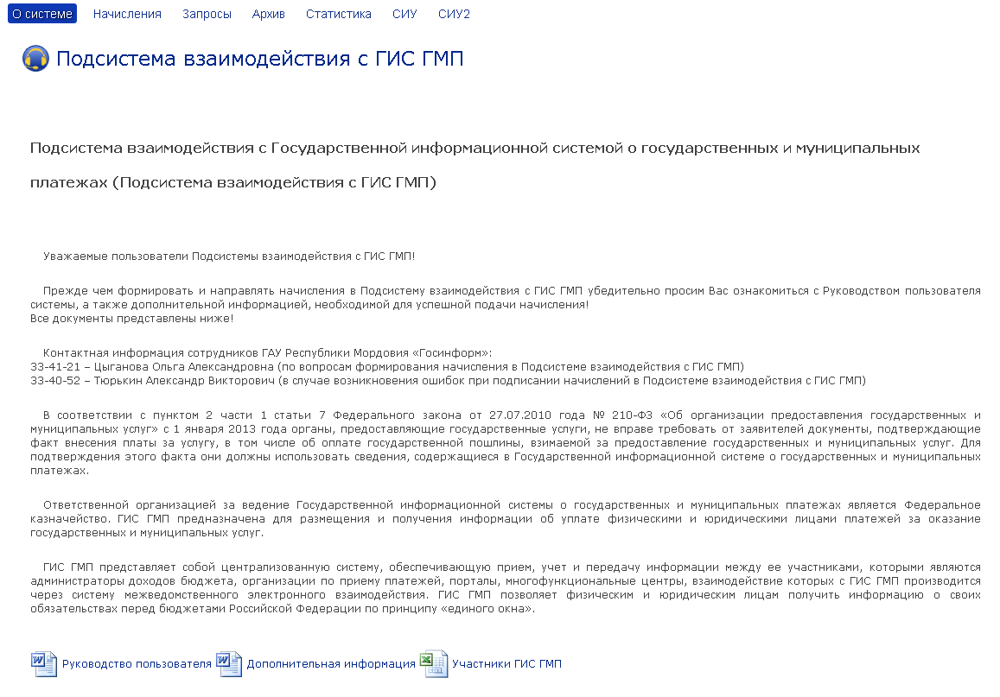 О системе Начисления Запросы Архив Статистика СИУ СИУ2
Подсистема взаимодействия с ГИС ГМП
Подсистема взаимодействия с Государственной информационной системой о государственных и муниципальных
платежах (Подсистема взаимодействия с ГИС ГМП)
Уважаемые пользователи Подсистемы взаимодействия с ГИС ГМП!
Прежде чем формировать и направлять начисления в Подсистему взаимодействия с ГИС ГМП убедительно просим Вас ознакомиться с Руководством пользователя
системы, а также дополнительной информацией, необходимой для успешной подачи начисления!
Все документы представлены ниже!
Контактная информация сотрудников ГАУ Республики Мордовия «Госинформ»:
33-41-21 – Цыганова Ольга Александровна (по вопросам формирования начисления в Подсистеме взаимодействия с ГИС ГМП)
33-40-52 – Тюрькин Александр Викторович (в случае возникновения ошибок при подписании начислений в Подсистеме взаимодействия с ГИС ГМП)
В соответствии с пунктом 2 части 1 статьи 7 Федерального закона от 27.07.2010 года № 210-ФЗ «Об организации предоставления государственных и
муниципальных услуг» с 1 января 2013 года органы, предоставляющие государственные услуги, не вправе требовать от заявителей документы, подтверждающие
факт внесения платы за услугу, в том числе об оплате государственной пошлины, взимаемой за предоставление государственных и муниципальных услуг. Для
подтверждения этого факта они должны использовать сведения, содержащиеся в Государственной информационной системе о государственных и муниципальных
платежах.
Ответственной организацией за ведение Государственной информационной системы о государственных и муниципальных платежах является Федеральное
казначейство. ГИС ГМП предназначена для размещения и получения информации об уплате физическими и юридическими лицами платежей за оказание
государственных и муниципальных услуг.
ГИС ГМП представляет собой централизованную систему, обеспечивающую прием, учет и передачу информации между ее участниками, которыми являются
администраторы доходов бюджета, организации по приему платежей, порталы, многофункциональные центры, взаимодействие которых с ГИС ГМП производится
через систему межведомственного электронного взаимодействия. ГИС ГМП позволяет физическим и юридическим лицам получить информацию о своих
обязательствах перед бюджетами Российской Федерации по принципу «единого окна».
Руководство пользователя Дополнительная информация Участники ГИС ГМП